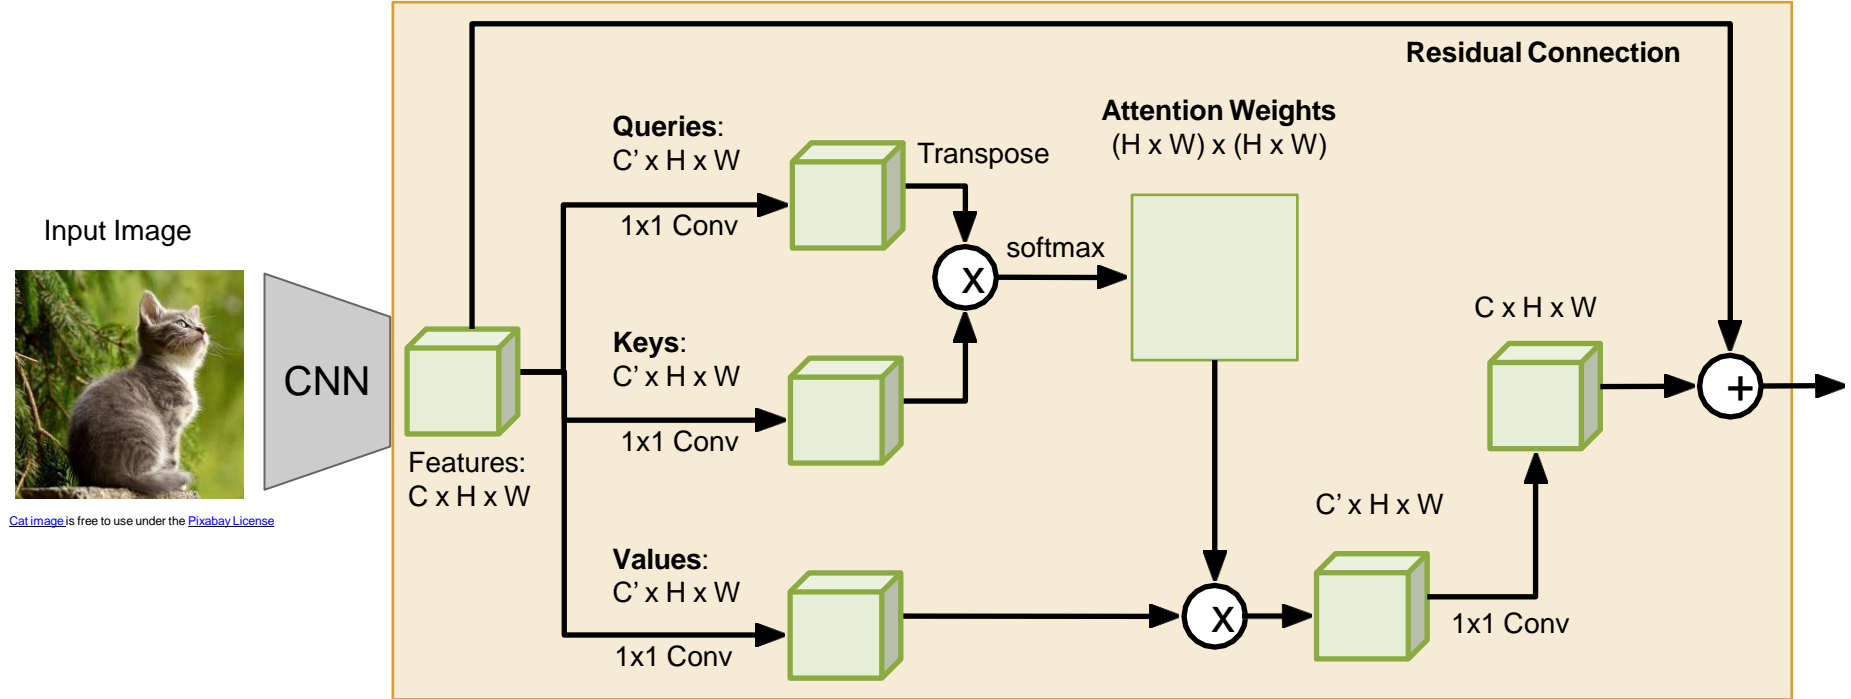 Residual Connection
Attention Weights
(H x W) x (H x W)
Queries:
C’ x H x W
Transpose
1x1 Conv
Input Image
softmax
X
C x H x W
Keys:
C’ x H x W
CNN
+
1x1 Conv
Features:
C x H x W
C’ x H x W
Cat image is free to use under the Pixabay License
Values:
C’ x H x W
X
1x1 Conv
1x1 Conv